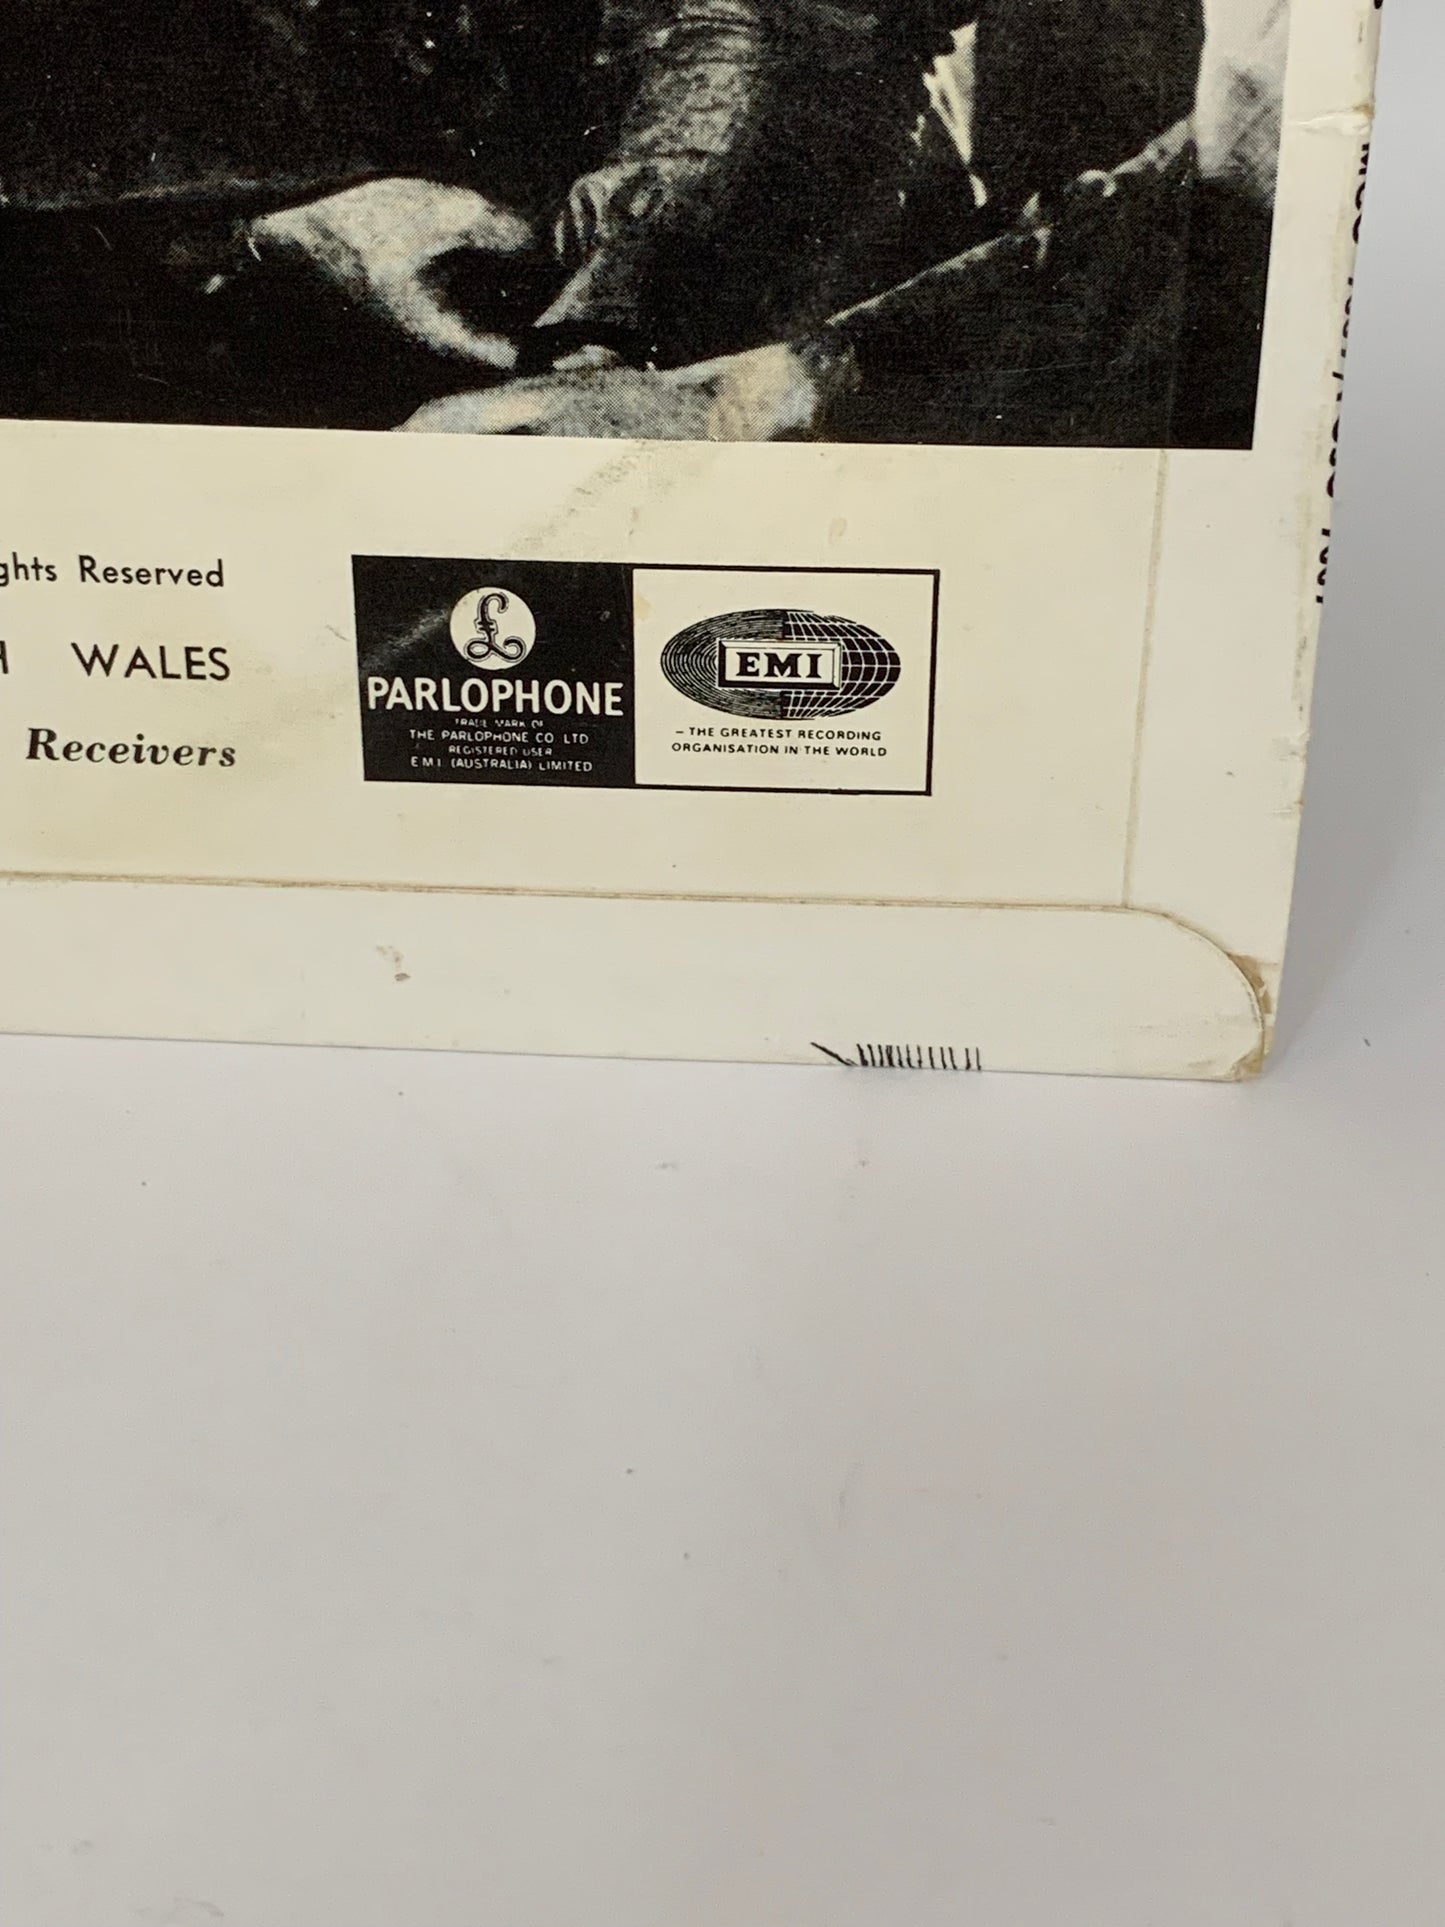 ghts Reserved
H WALES
Receivers
£
PARLOPHONE
TRADE MARK OF
THE PARLOPHONE CO LTD
REGISTERED USER
E M I (AUSTRALIA) LIMITED
EMI
– THE GREATEST RECORDING
ORGANISATION IN THE WORLD